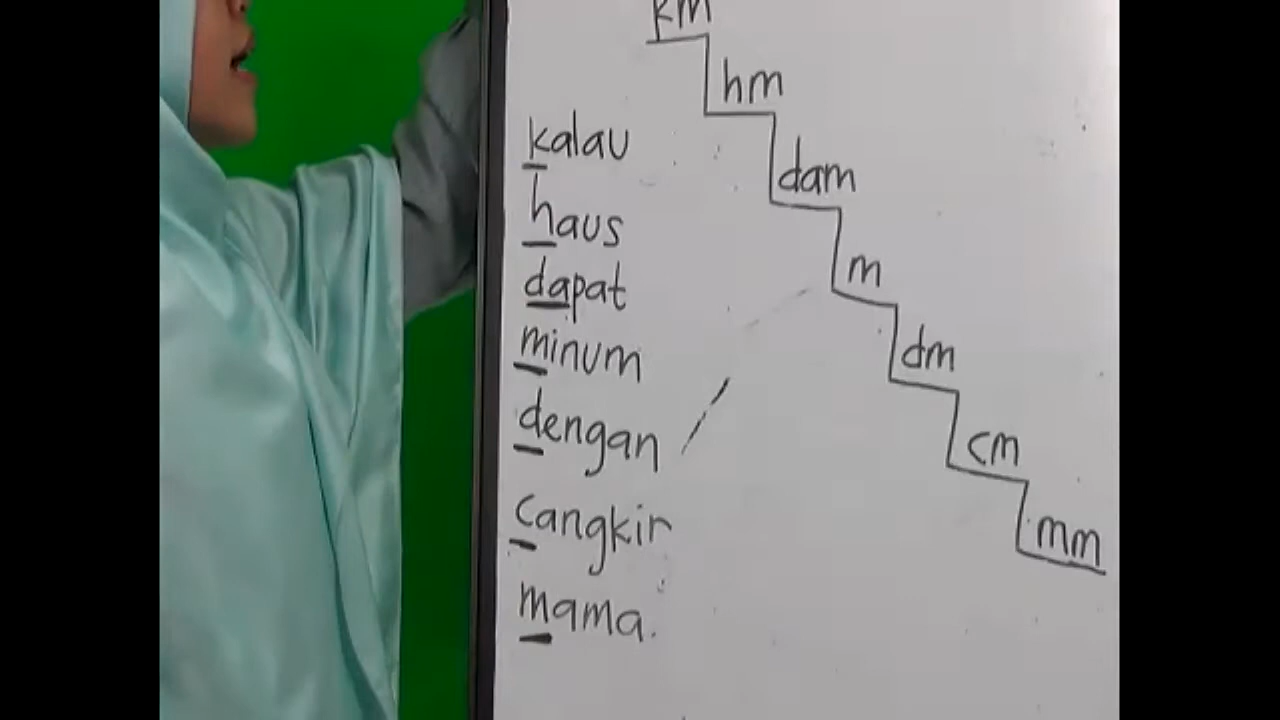 kalau
haus
dapat
minum
dengan
cangkir
mama.
km
hm
dam
m
dm
cm
mm